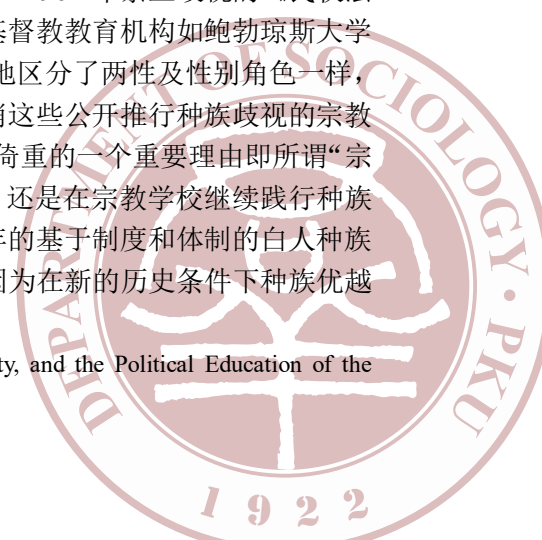 基督教教育机构如鲍勃琼斯大学
地区分了两性及性别角色一样，
消这些公开推行种族歧视的宗教
倚重的一个重要理由即所谓“宗
还是在宗教学校继续践行种族
年的基于制度和体制的白人种族
因为在新的历史条件下种族优越
ty, and the Political Education of the
DEPARTMENT OF SOCIOLOGY · PKU
1922